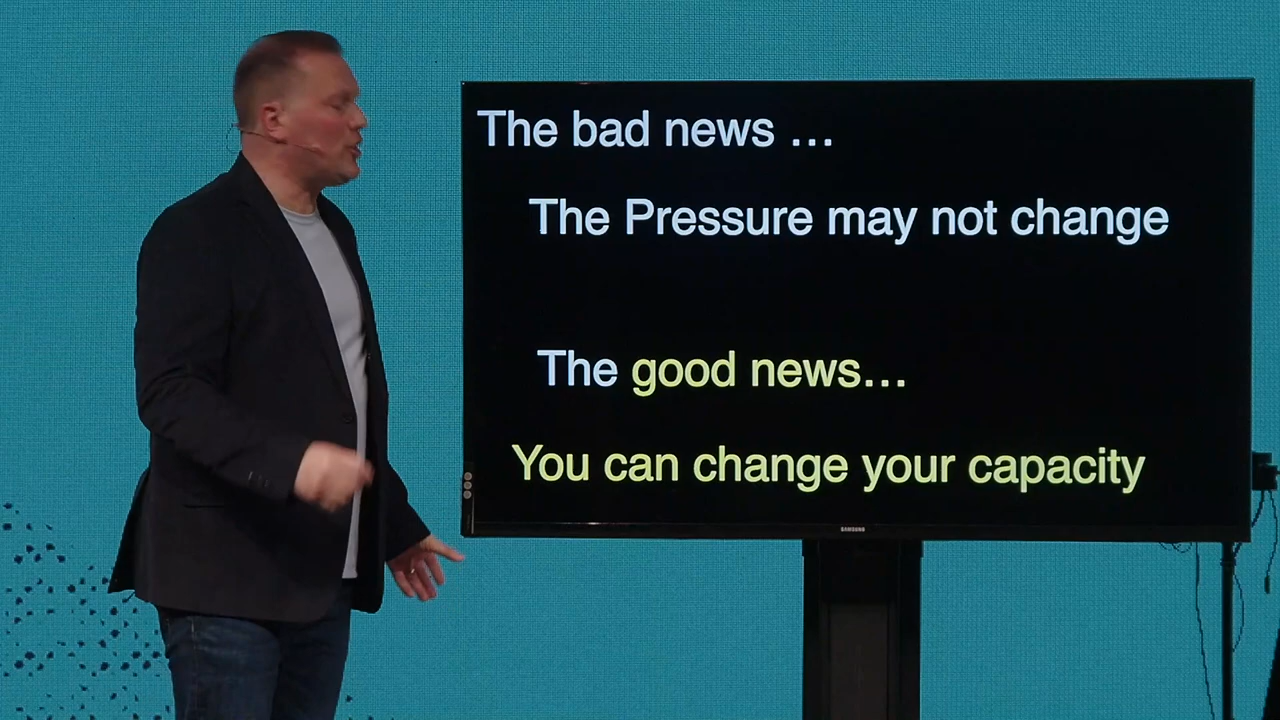 The bad news ...
The Pressure may not change
The good news...
You can change your capacity
SAMSUNG